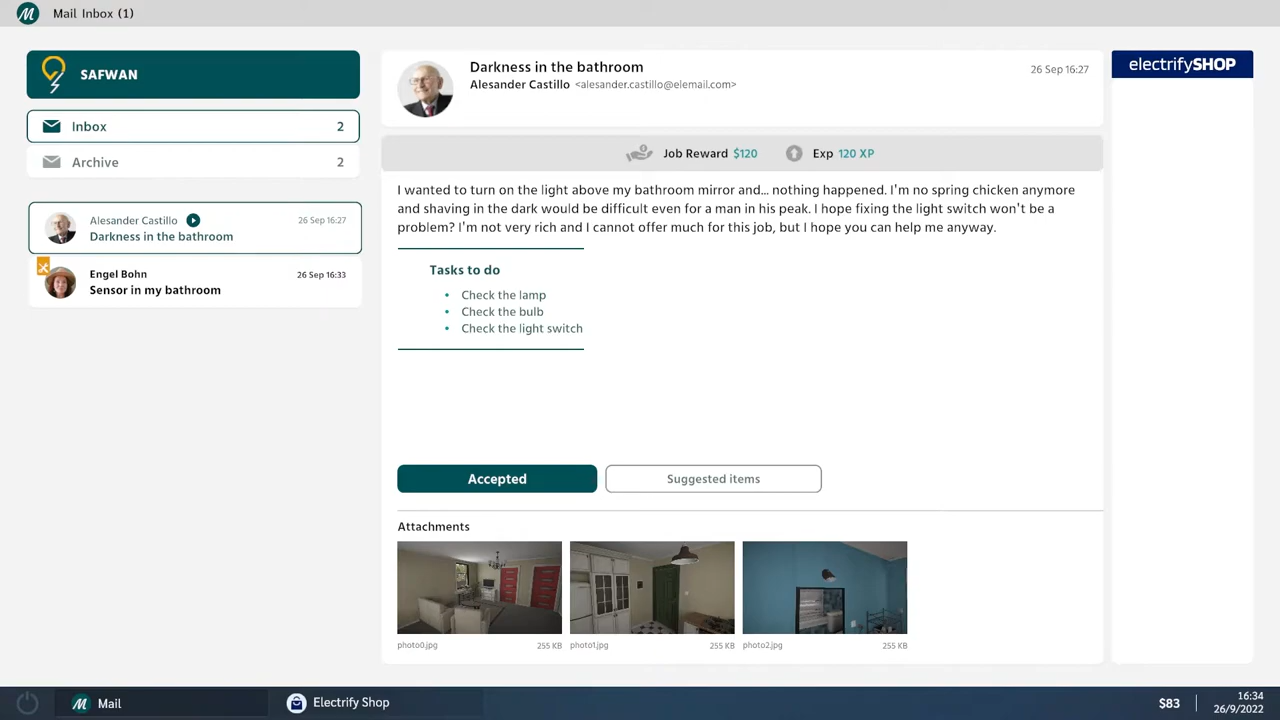 Mail Inbox (1)
SAFWAN
Inbox 2
Archive 2
Alesander Castillo 26 Sep 16:27
Darkness in the bathroom
Engel Bohn 26 Sep 16:33
Sensor in my bathroom
Darkness in the bathroom
Alesander Castillo <alesander.castillo@elemail.com>
26 Sep 16:27
Job Reward $120 Exp 120 XP
I wanted to turn on the light above my bathroom mirror and... nothing happened. I'm no spring chicken anymore
and shaving in the dark would be difficult even for a man in his peak. I hope fixing the light switch won't be a
problem? I'm not very rich and I cannot offer much for this job, but I hope you can help me anyway.
Tasks to do
• Check the lamp
• Check the bulb
• Check the light switch
Accepted Suggested items
Attachments
photo0.jpg 255 KB photo1.jpg 255 KB photo2.jpg 255 KB
electrifySHOP
Mail Electrify Shop $83 16:34
26/9/2022